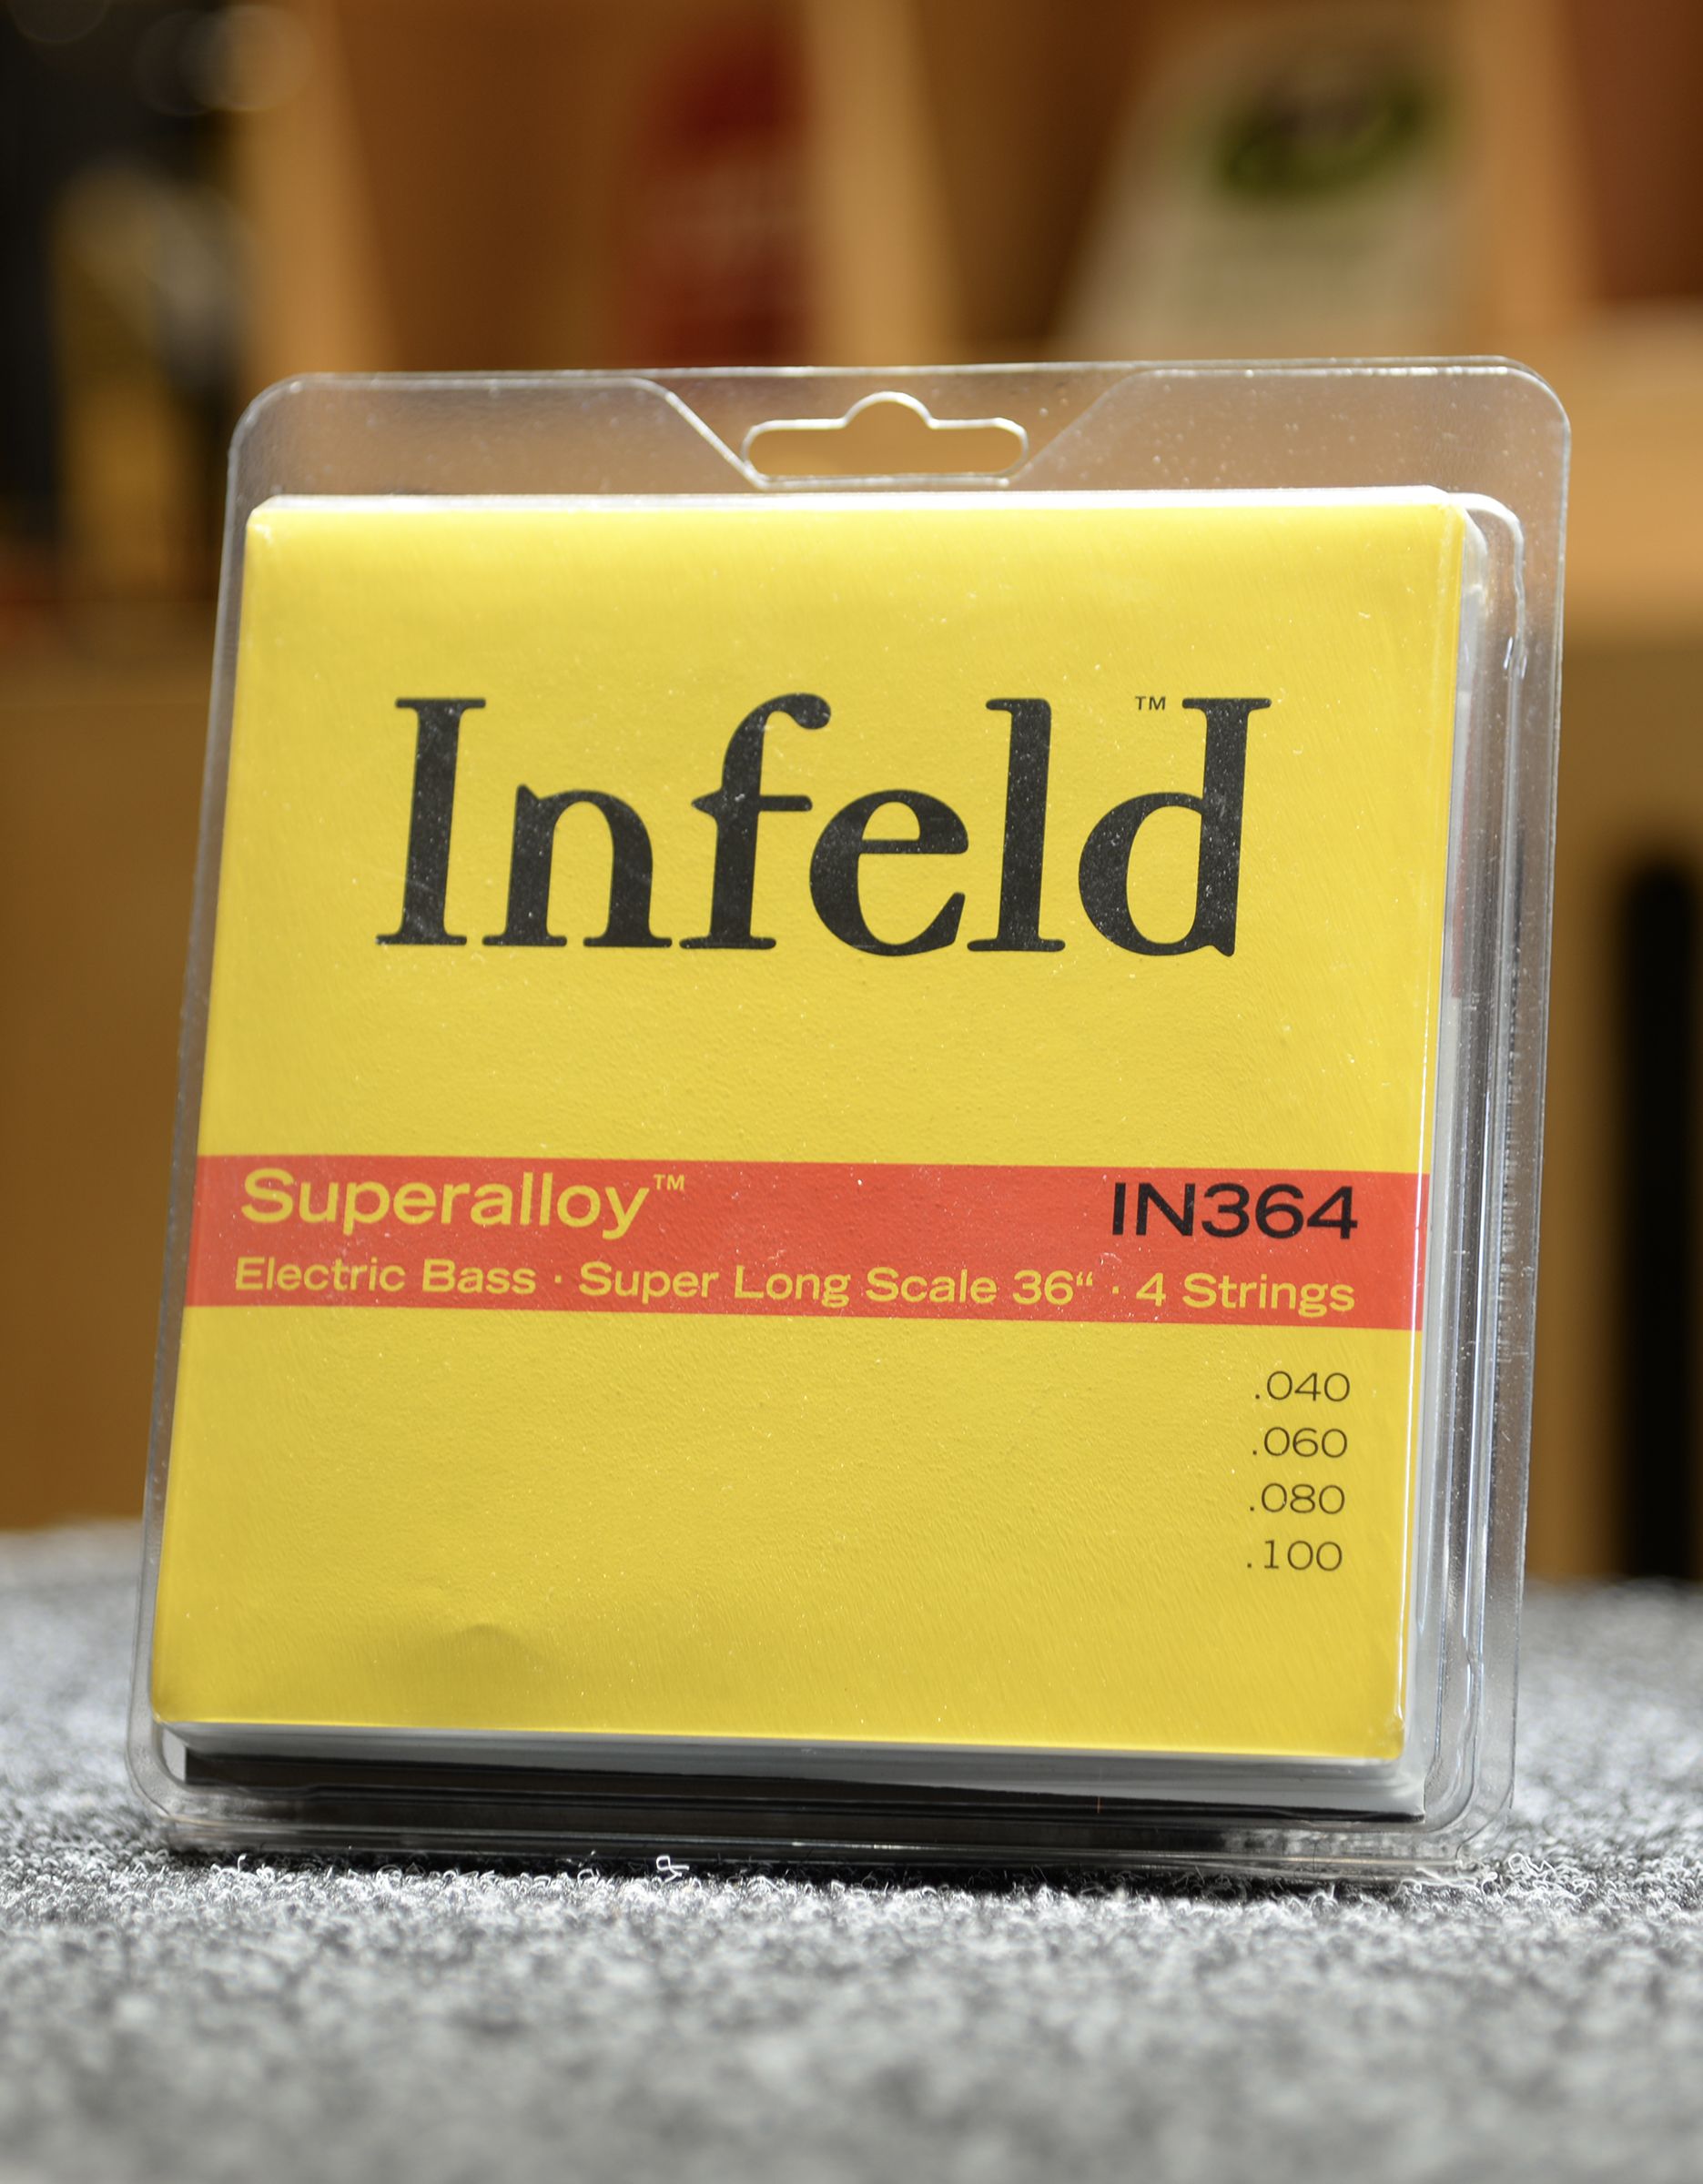 Infeld™
Superalloy™ IN364
Electric Bass · Super Long Scale 36“ · 4 Strings
.040
.060
.080
.100